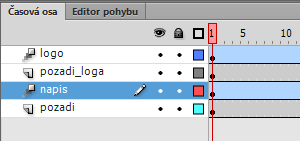 Časová osa Editor pohybu
1 5 10
logo
pozadi_loga
napis
pozadi